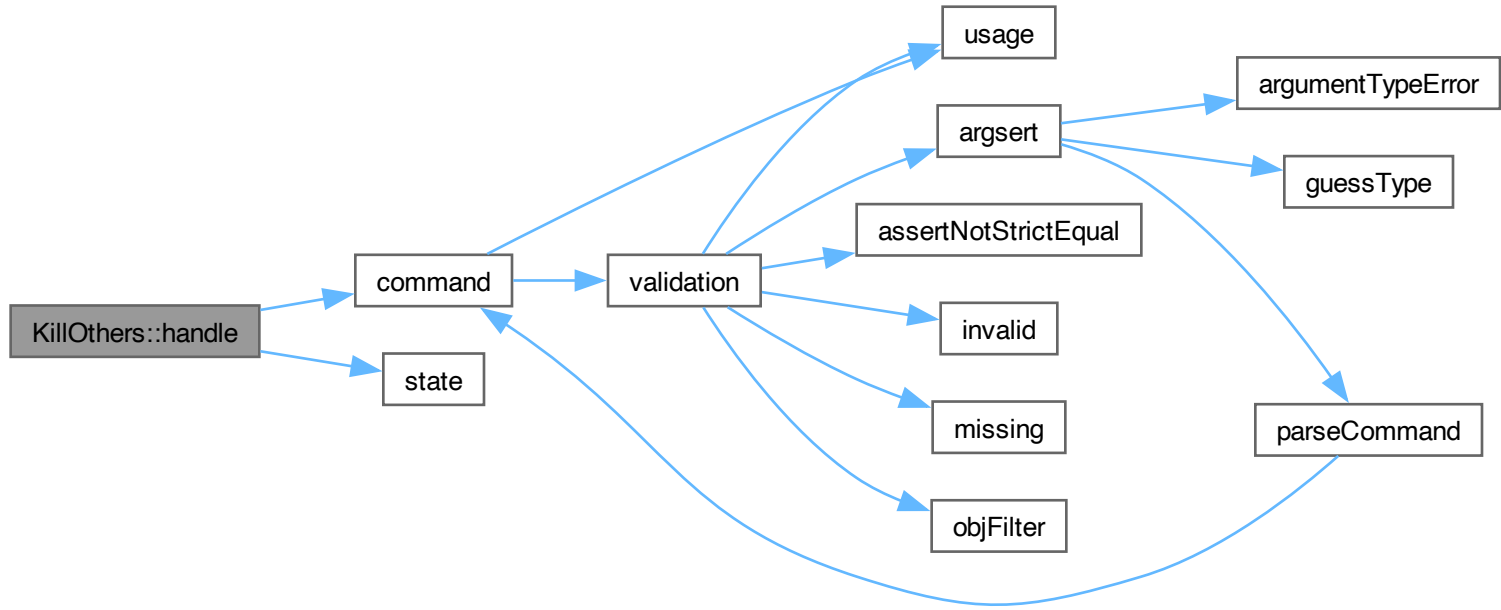 usage
argumentTypeError
argsert
guessType
assertNotStrictEqual
command
validation
KillOthers::handle
invalid
state
missing
parseCommand
objFilter